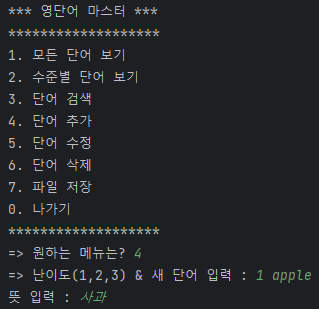 *** 영단어 마스터 ***
*******************
1. 모든 단어 보기
2. 수준별 단어 보기
3. 단어 검색
4. 단어 추가
5. 단어 수정
6. 단어 삭제
7. 파일 저장
0. 나가기
*******************
=> 원하는 메뉴는? 4
=> 난이도(1,2,3) & 새 단어 입력 : 1 apple
뜻 입력 : 사과